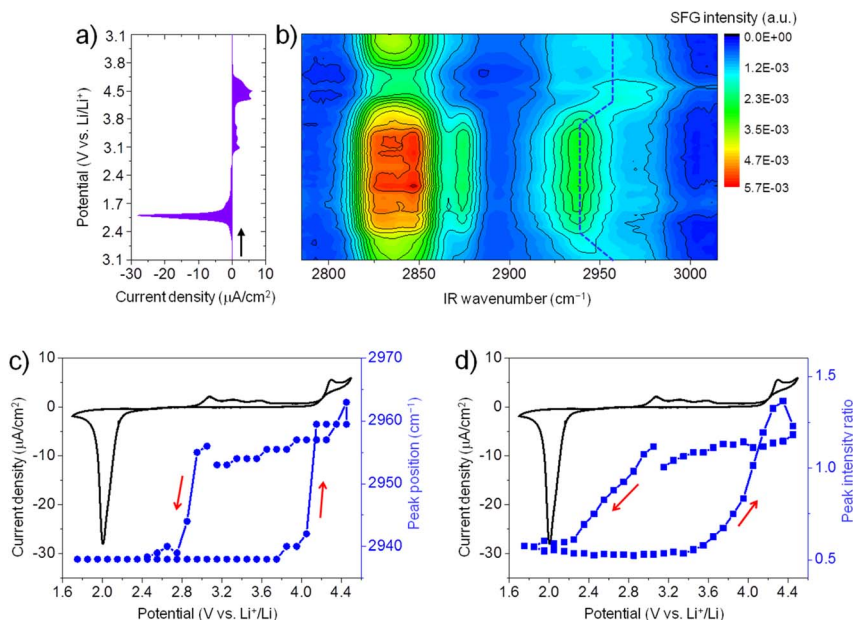 a)
3.1
3.8
4.5
3.8
3.1
2.4
1.7
2.4
3.1
Potential (V vs. Li/Li⁺)
-30 -20 -10 0 10
Current density (µA/cm²)
b)
2800 2850 2900 2950 3000
IR wavenumber (cm⁻¹)
SFG intensity (a.u.)
0.0E+00
9.5E-04
1.9E-03
2.8E-03
3.8E-03
4.7E-03
5.7E-03
c)
10
0
-10
-20
-30
Current density (µA/cm²)
1.6 2.0 2.4 2.8 3.2 3.6 4.0 4.4
Potential (V vs. Li⁺/Li)
2970
2960
2950
2940
Peak position (cm⁻¹)
d)
10
0
-10
-20
-30
Current density (µA/cm²)
1.6 2.0 2.4 2.8 3.2 3.6 4.0 4.4
Potential (V vs. Li⁺/Li)
1.5
1.0
0.5
Peak intensity ratio